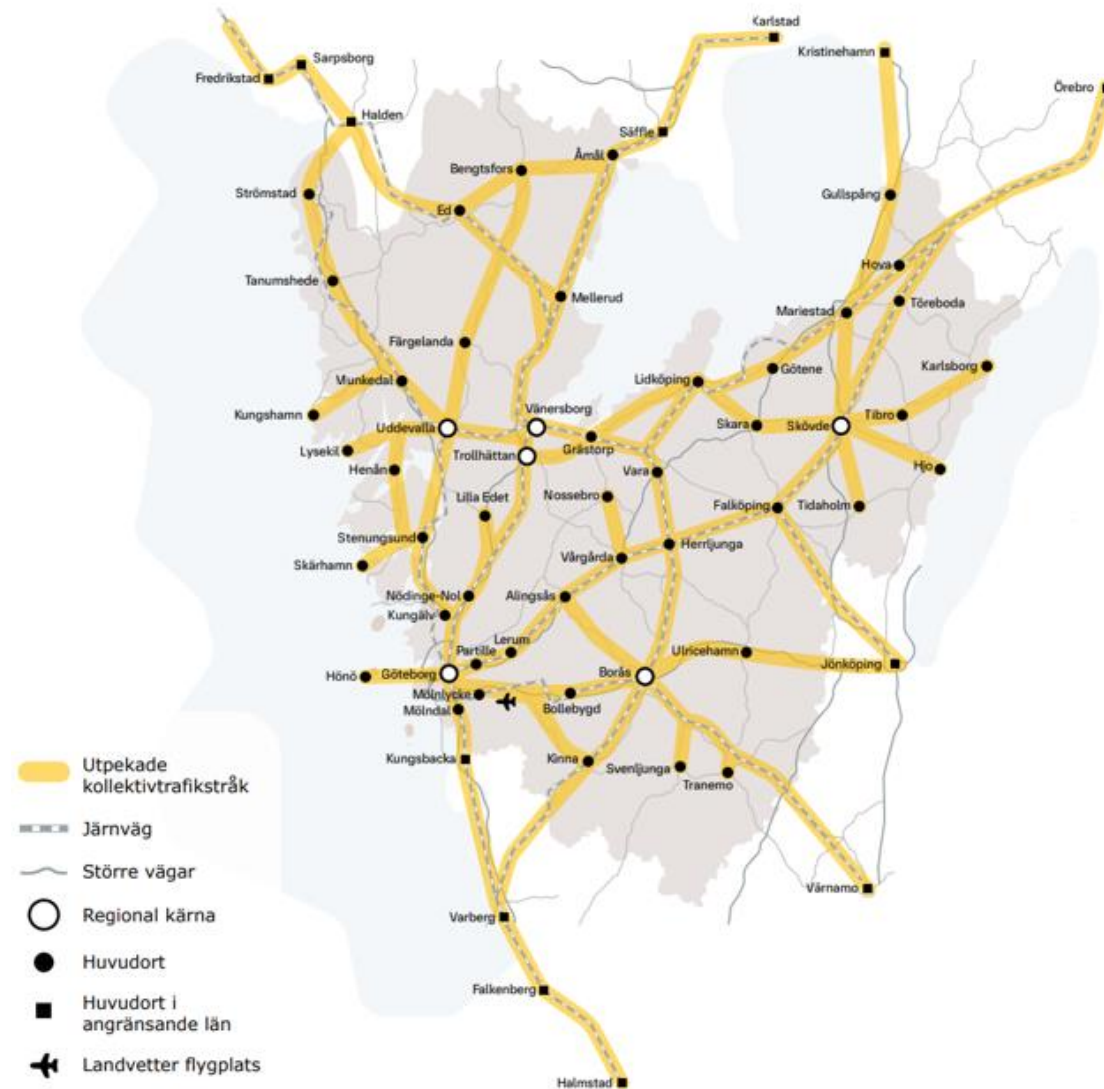 Karlstad
Kristinehamn
Sarpsborg
Fredrikstad
Örebro
Halden
Säffle
Åmål
Bengtsfors
Strömstad
Gullspång
Ed
Hova
Tanumshede
Mellerud
Töreboda
Mariestad
Färgelanda
Karlsborg
Götene
Lidköping
Munkedal
Vänersborg
Kungshamn
Tibro
Uddevalla
Skara
Skövde
Grästorp
Lysekil
Trollhättan
Henån
Vara
Hjo
Lilla Edet
Nossebro
Falköping
Tidaholm
Stenungsund
Herrljunga
Vårgårda
Skärhamn
Nödinge-Nol
Alingsås
Kungälv
Lerum
Partille
Ulricehamn
Jönköping
Hönö
Göteborg
Borås
Mölnlycke
Bollebygd
Mölndal
Kungsbacka
Kinna
Svenljunga
Tranemo
Utpekade
kollektivtrafikstråk
Järnväg
Större vägar
Värnamo
Regional kärna
Varberg
Huvudort
Falkenberg
Huvudort i
angränsande län
Landvetter flygplats
Halmstad